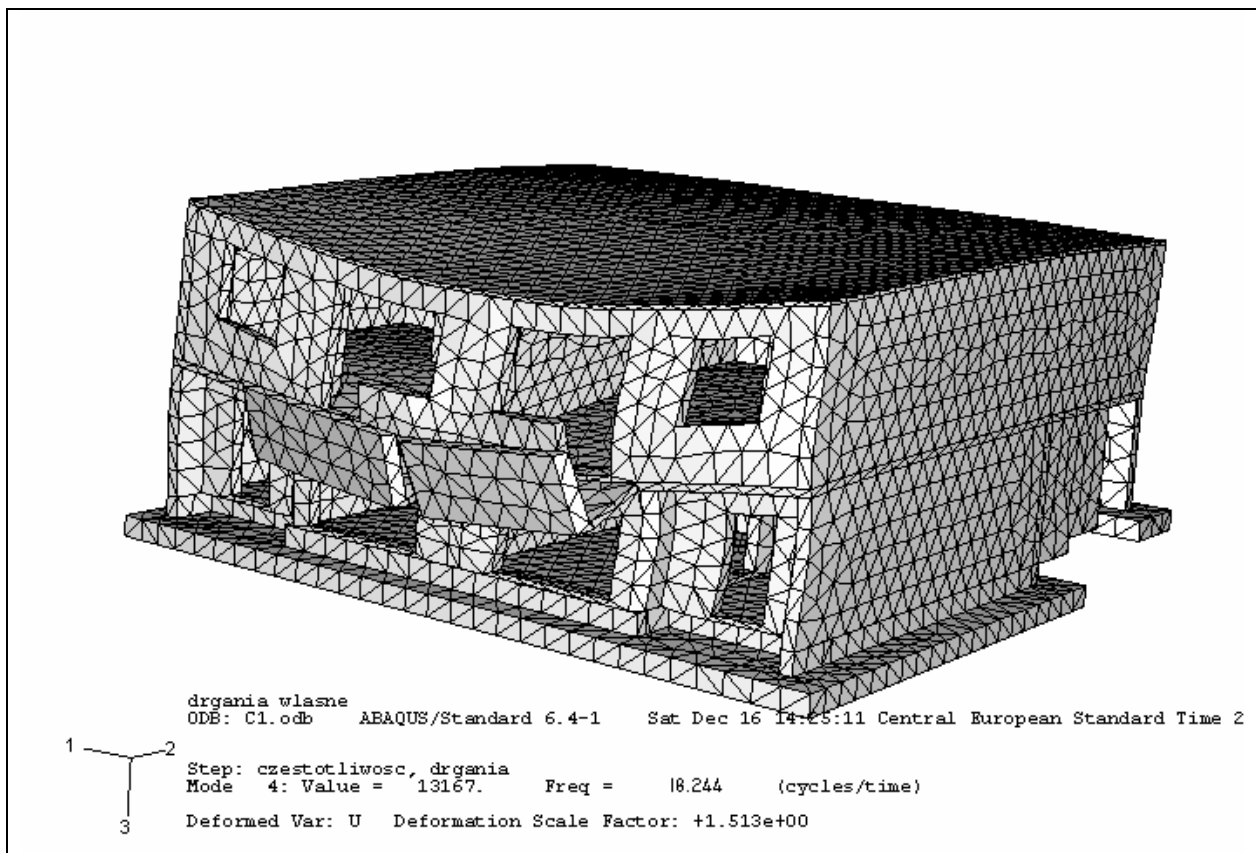 drgania wlasne
ODB: C1.odb ABAQUS/Standard 6.4-1 Sat Dec 16 14:25:11 Central European Standard Time 2
1
2
Step: czestotliwosc, drgania
Mode 4: Value = 13167. Freq = 18.244 (cycles/time)
3
Deformed Var: U Deformation Scale Factor: +1.513e+00